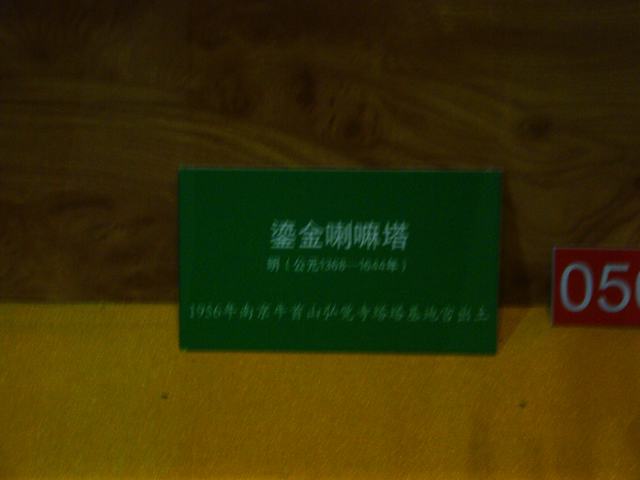 鎏金喇嘛塔
明（公元1368—1644年）
1956年南京牛首山弘觉寺塔塔基地宫出土
050